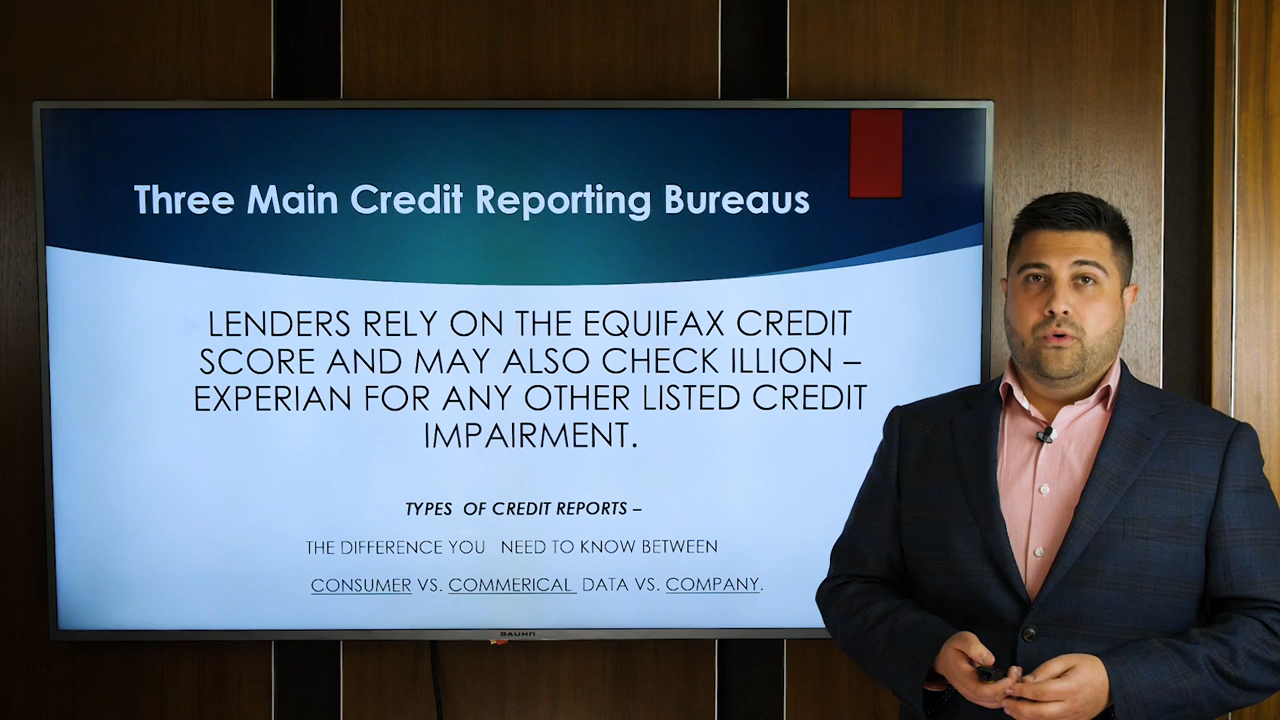 Three Main Credit Reporting Bureaus
LENDERS RELY ON THE EQUIFAX CREDIT
SCORE AND MAY ALSO CHECK ILLION –
EXPERIAN FOR ANY OTHER LISTED CREDIT
IMPAIRMENT.
TYPES OF CREDIT REPORTS –
THE DIFFERENCE YOU NEED TO KNOW BETWEEN
CONSUMER VS. COMMERICAL DATA VS. COMPANY.
BAUHN